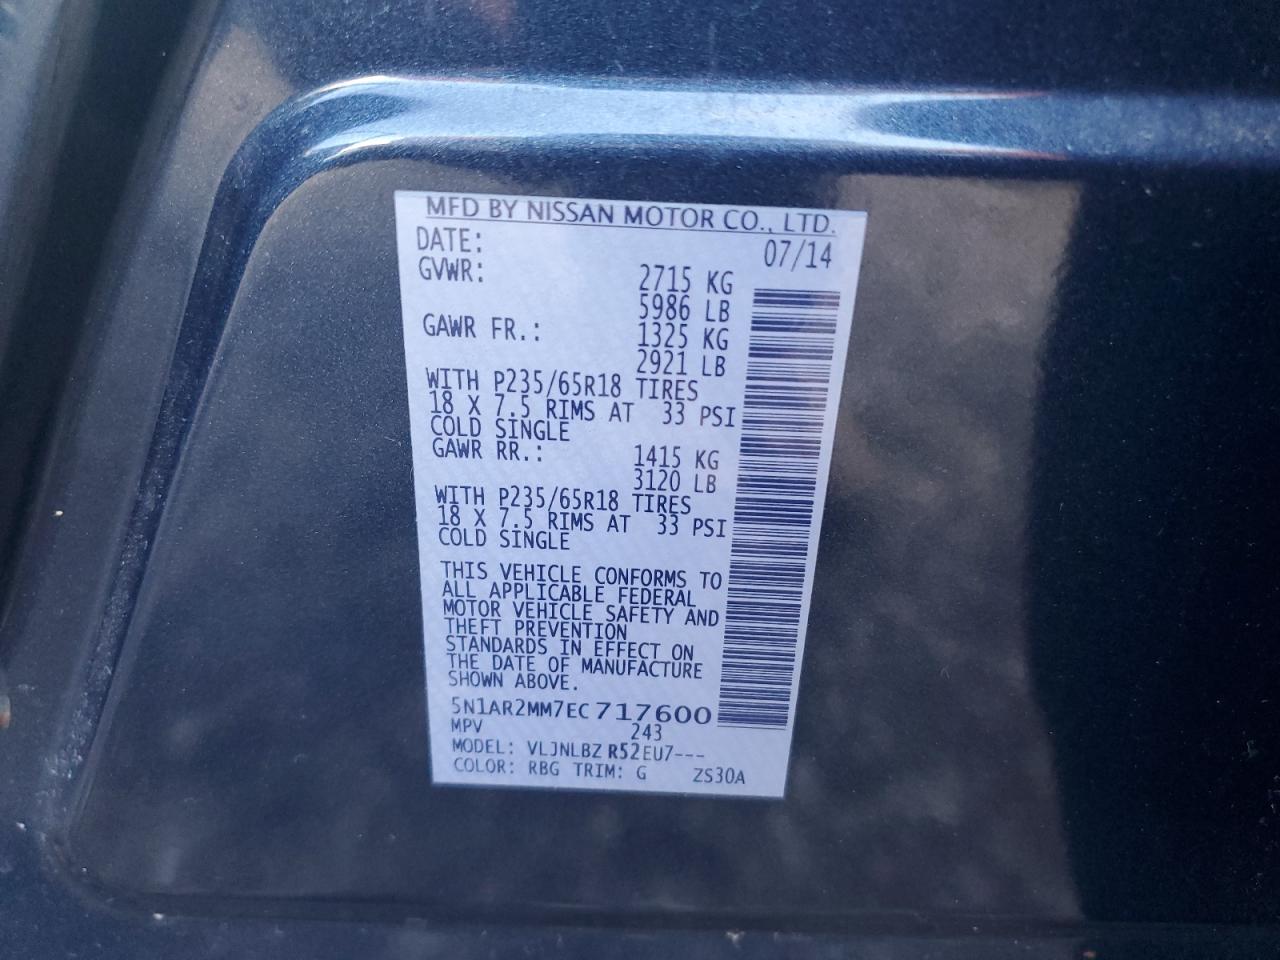 MFD BY NISSAN MOTOR CO., LTD.
DATE: 07/14
GVWR: 2715 KG
5986 LB
GAWR FR.: 1325 KG
2921 LB
WITH P235/65R18 TIRES
18 X 7.5 RIMS AT 33 PSI
COLD SINGLE
GAWR RR.: 1415 KG
3120 LB
WITH P235/65R18 TIRES
18 X 7.5 RIMS AT 33 PSI
COLD SINGLE
THIS VEHICLE CONFORMS TO
ALL APPLICABLE FEDERAL
MOTOR VEHICLE SAFETY AND
THEFT PREVENTION
STANDARDS IN EFFECT ON
THE DATE OF MANUFACTURE
SHOWN ABOVE.
5N1AR2MM7EC717600
MPV 243
MODEL: VLJNLBZ R52EU7---
COLOR: RBG TRIM: G ZS30A